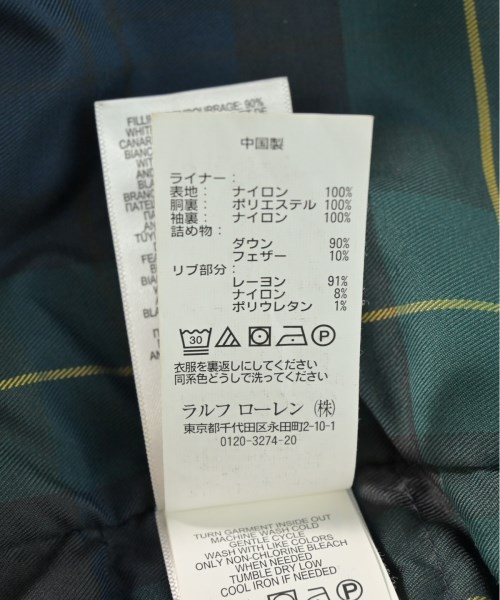 中国製
ライナー:
表地: ナイロン 100%
胴裏: ポリエステル 100%
袖裏: ナイロン 100%
詰め物:
ダウン 90%
フェザー 10%
リブ部分:
レーヨン 91%
ナイロン 8%
ポリウレタン 1%
30
P
衣服を裏返しにしてください
同系色どうしで洗ってください
ラルフ ローレン (株)
東京都千代田区永田町2-10-1
0120-3274-20
TURN GARMENT INSIDE OUT
MACHINE WASH COLD
GENTLE CYCLE
WASH WITH LIKE COLORS
ONLY NON-CHLORINE BLEACH
WHEN NEEDED
TUMBLE DRY LOW
COOL IRON IF NEEDED